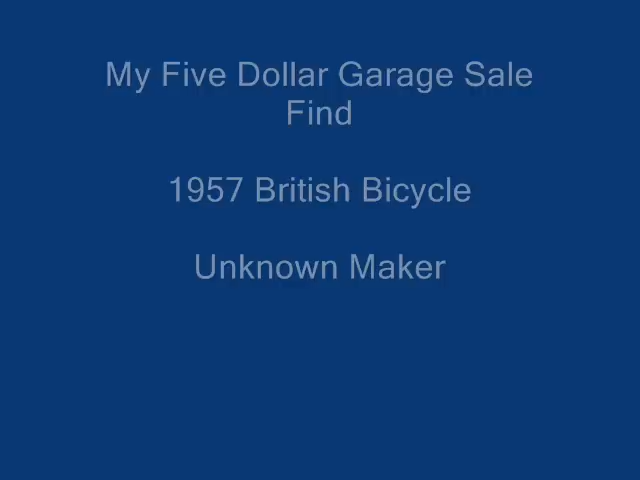 My Five Dollar Garage Sale
Find
1957 British Bicycle
Unknown Maker